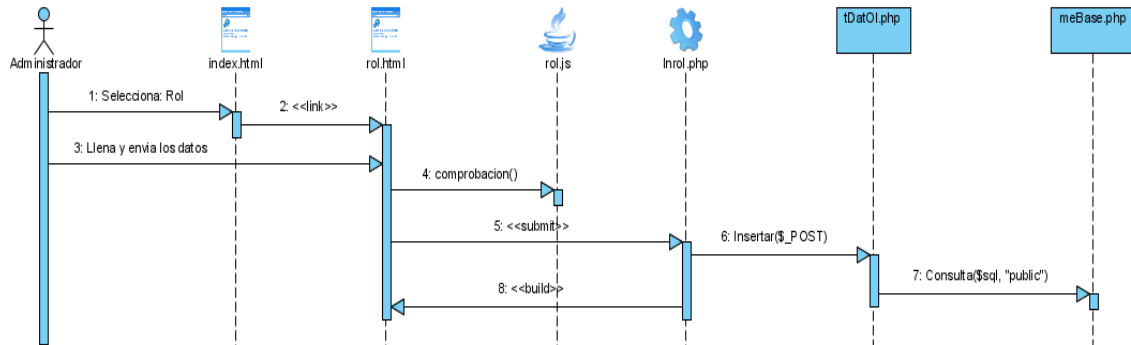 Administrador
index.html
rol.html
rol.js
Inrol.php
tDatOI.php
meBase.php
1: Selecciona: Rol
2: <<link>>
3: Llena y envia los datos
4: comprobacion()
5: <<submit>>
6: Insertar($_POST)
7: Consulta($sql, "public")
8: <<build>>